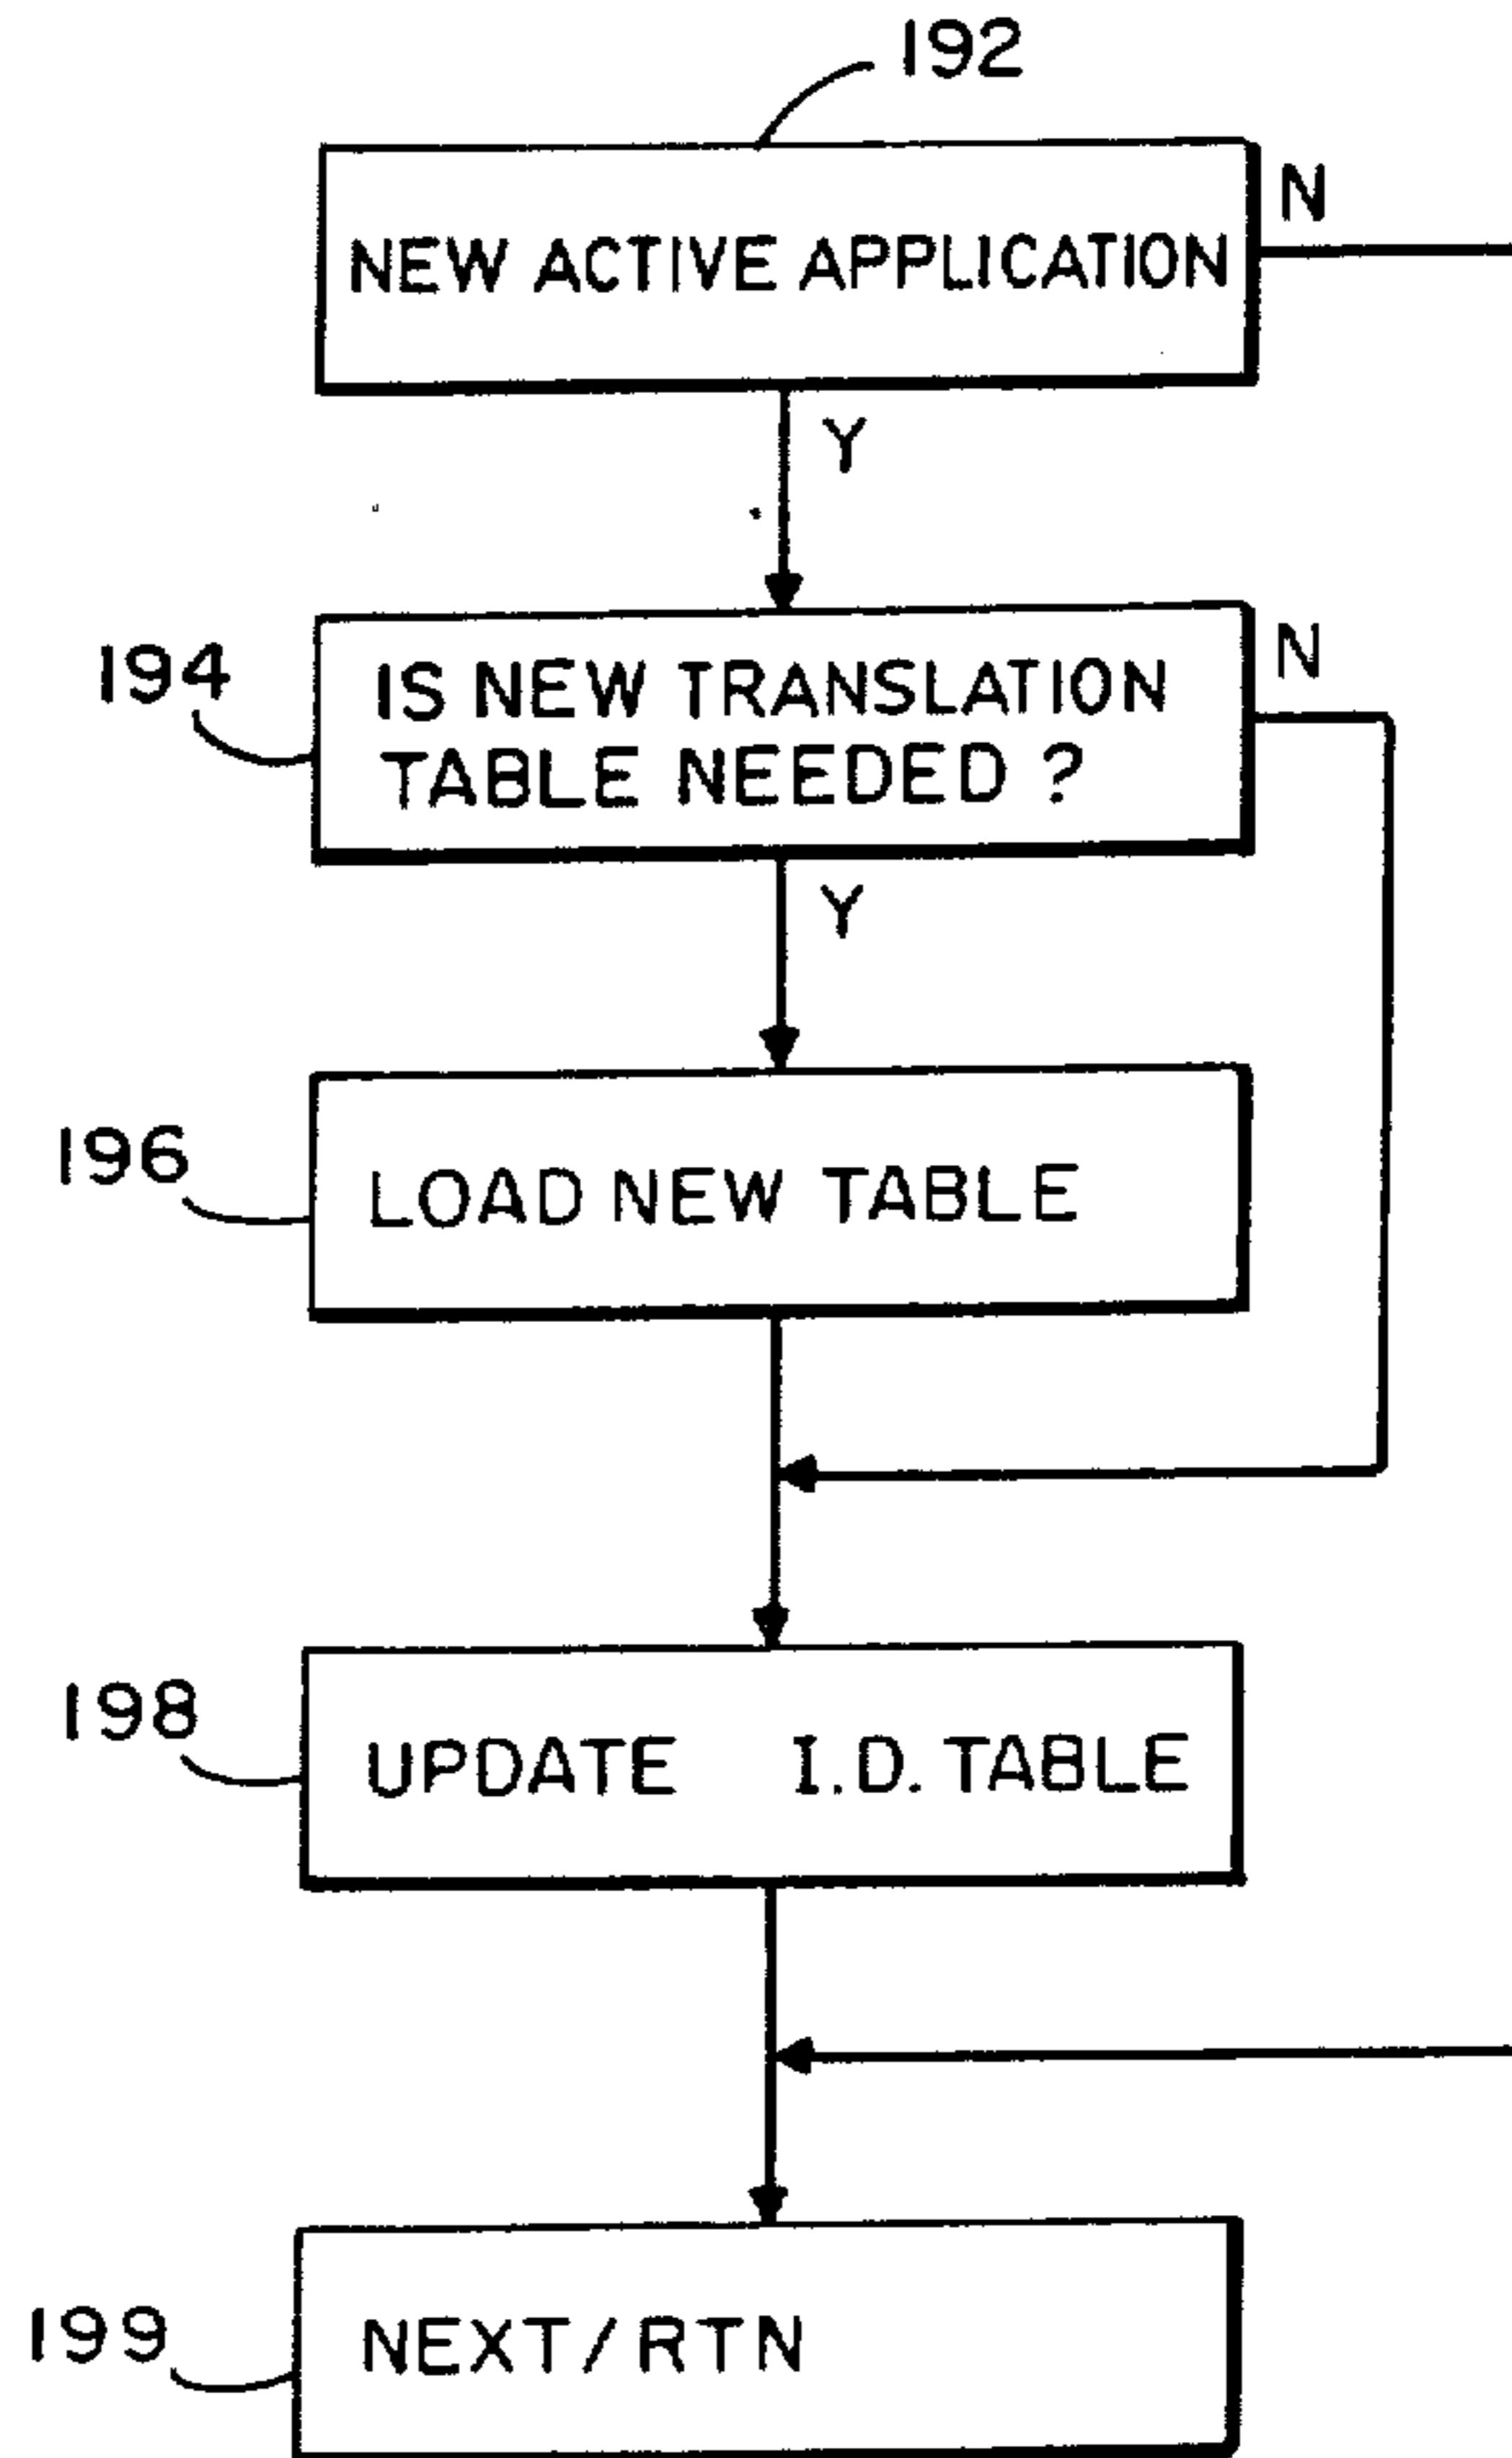 192
NEW ACTIVE APPLICATION
N
Y
194
IS NEW TRANSLATION
TABLE NEEDED ?
N
Y
196
LOAD NEW TABLE
198
UPDATE I.D. TABLE
199
NEXT/RTN